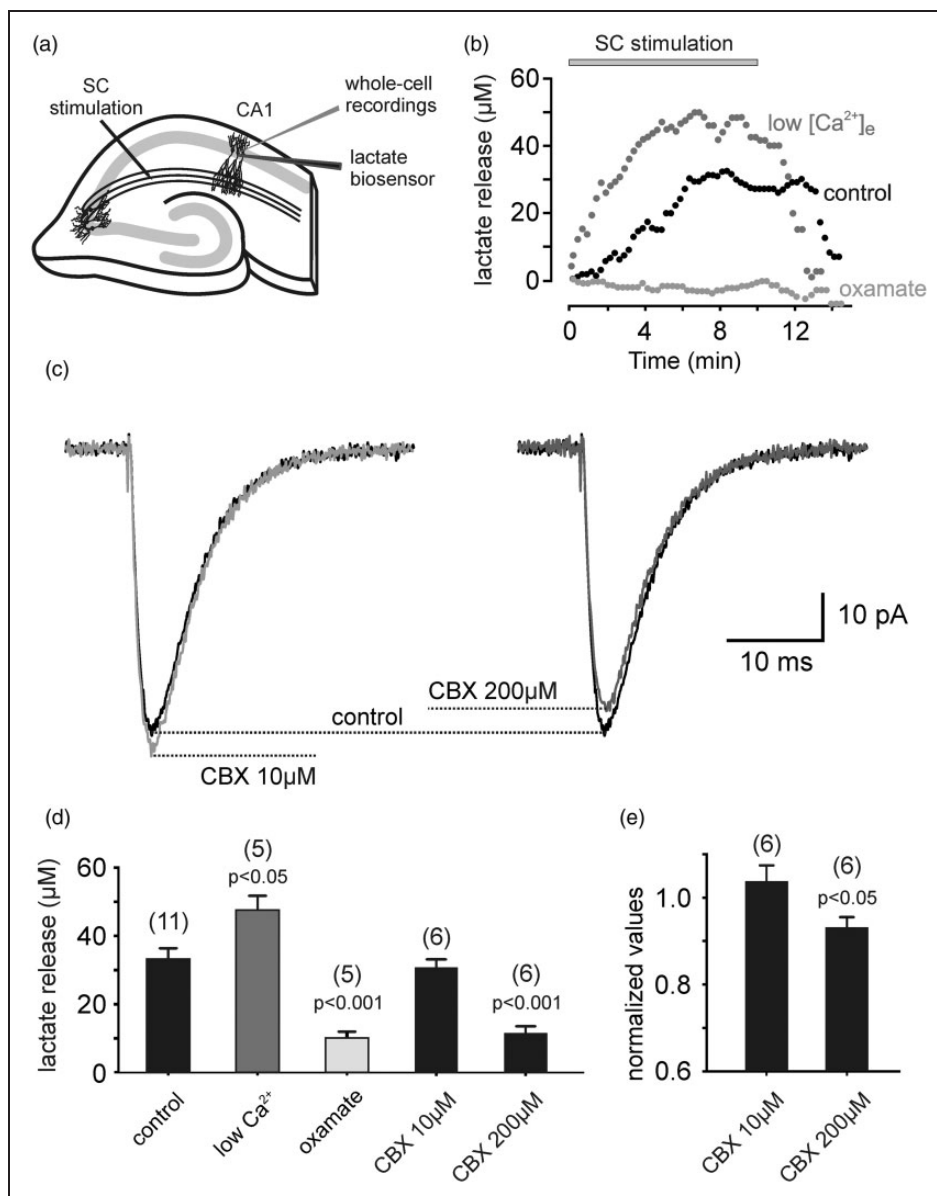 (a)
SC
stimulation
CA1
whole-cell
recordings
lactate
biosensor
(b)
SC stimulation
lactate release (µM)
60
40
20
0
low [Ca²⁺]e
control
oxamate
0 4 8 12
Time (min)
(c)
CBX 200µM
control
CBX 10µM
10 pA
10 ms
(d)
lactate release (µM)
60
40
20
0
(11)
(5)
p<0.05
(5)
p<0.001
(6)
(6)
p<0.001
control
low Ca²⁺
oxamate
CBX 10µM
CBX 200µM
(e)
normalized values
1.0
0.8
0.6
(6)
(6)
p<0.05
CBX 10µM
CBX 200µM